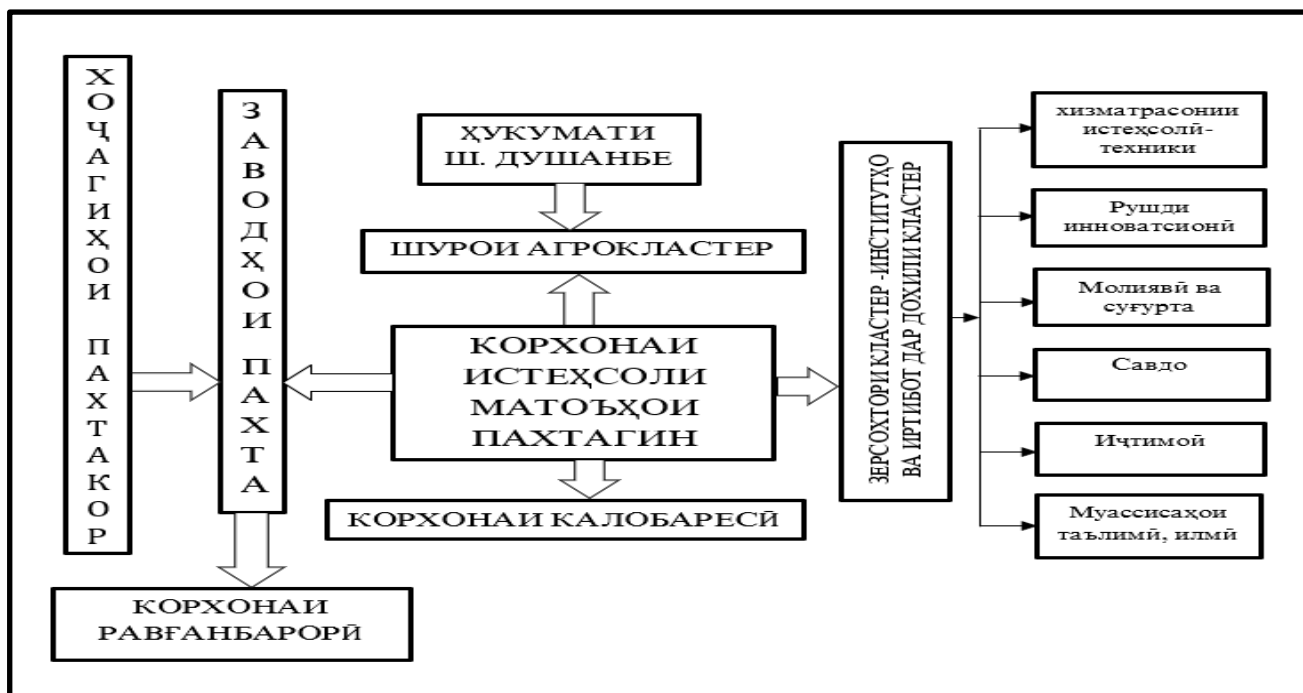 ХОҶАГИҲОИ ПАХТАКОР
ЗАВОДҲОИ ПАХТА
ҲУКУМАТИ
Ш. ДУШАНБЕ
ШУРОИ АГРОКЛАСТЕР
КОРХОНАИ
ИСТЕҲСОЛИ
МАТОЪҲОИ
ПАХТАГИН
КОРХОНАИ КАЛОБАРЕСӢ
КОРХОНАИ
РАВҒАНБАРОРӢ
ЗЕРСОХТОРИ КЛАСТЕР -ИНСТИТУТҲО
ВА ИРТИБОТ ДАР ДОХИЛИ КЛАСТЕР
хизматрасонии
истеҳсолӣ-
техники
Рушди
инноватсионӣ
Молиявӣ ва
суғурта
Савдо
Иҷтимоӣ
Муассисаҳои
таълимӣ, илмӣ